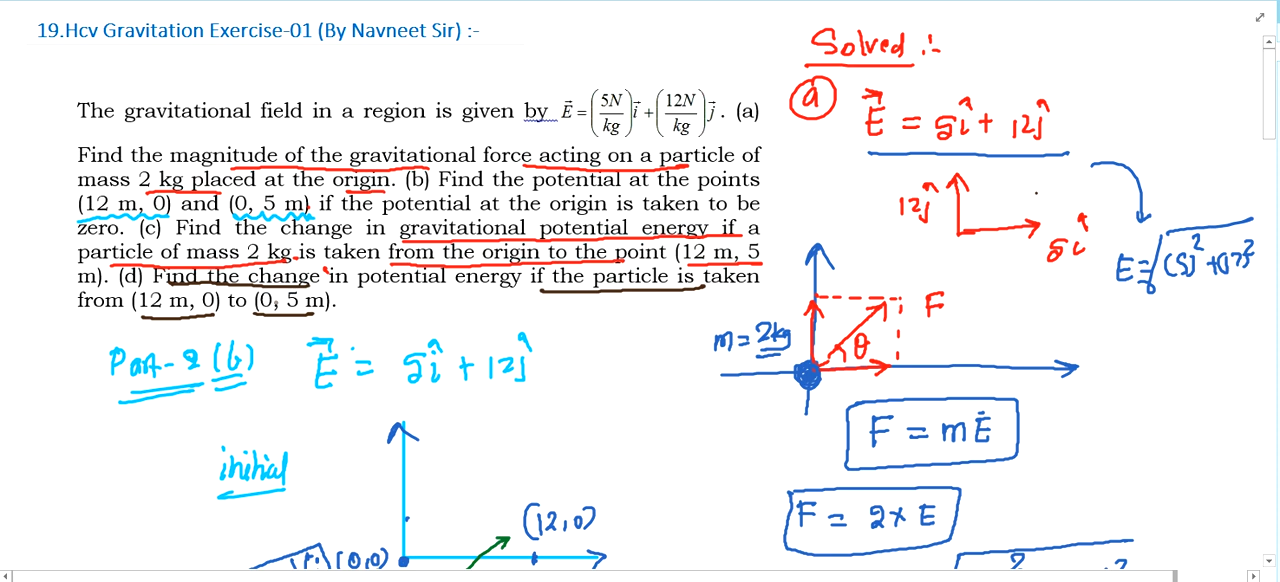 19.Hcv Gravitation Exercise-01 (By Navneet Sir) :-
The gravitational field in a region is given by E⃗ = (5N/kg) i⃗ + (12N/kg) j⃗. (a)
Find the magnitude of the gravitational force acting on a particle of
mass 2 kg placed at the origin. (b) Find the potential at the points
(12 m, 0) and (0, 5 m) if the potential at the origin is taken to be
zero. (c) Find the change in gravitational potential energy if a
particle of mass 2 kg is taken from the origin to the point (12 m, 5
m). (d) Find the change in potential energy if the particle is taken
from (12 m, 0) to (0, 5 m).
Part-2 (b) E⃗ = 5î + 12ĵ
initial
(12,0)
(0,0)
Solved :-
(a) E⃗ = 5î + 12ĵ
12ĵ
5î
E = √(5)² + (12)²
F
m = 2kg
θ
F = mE⃗
F = 2 × E